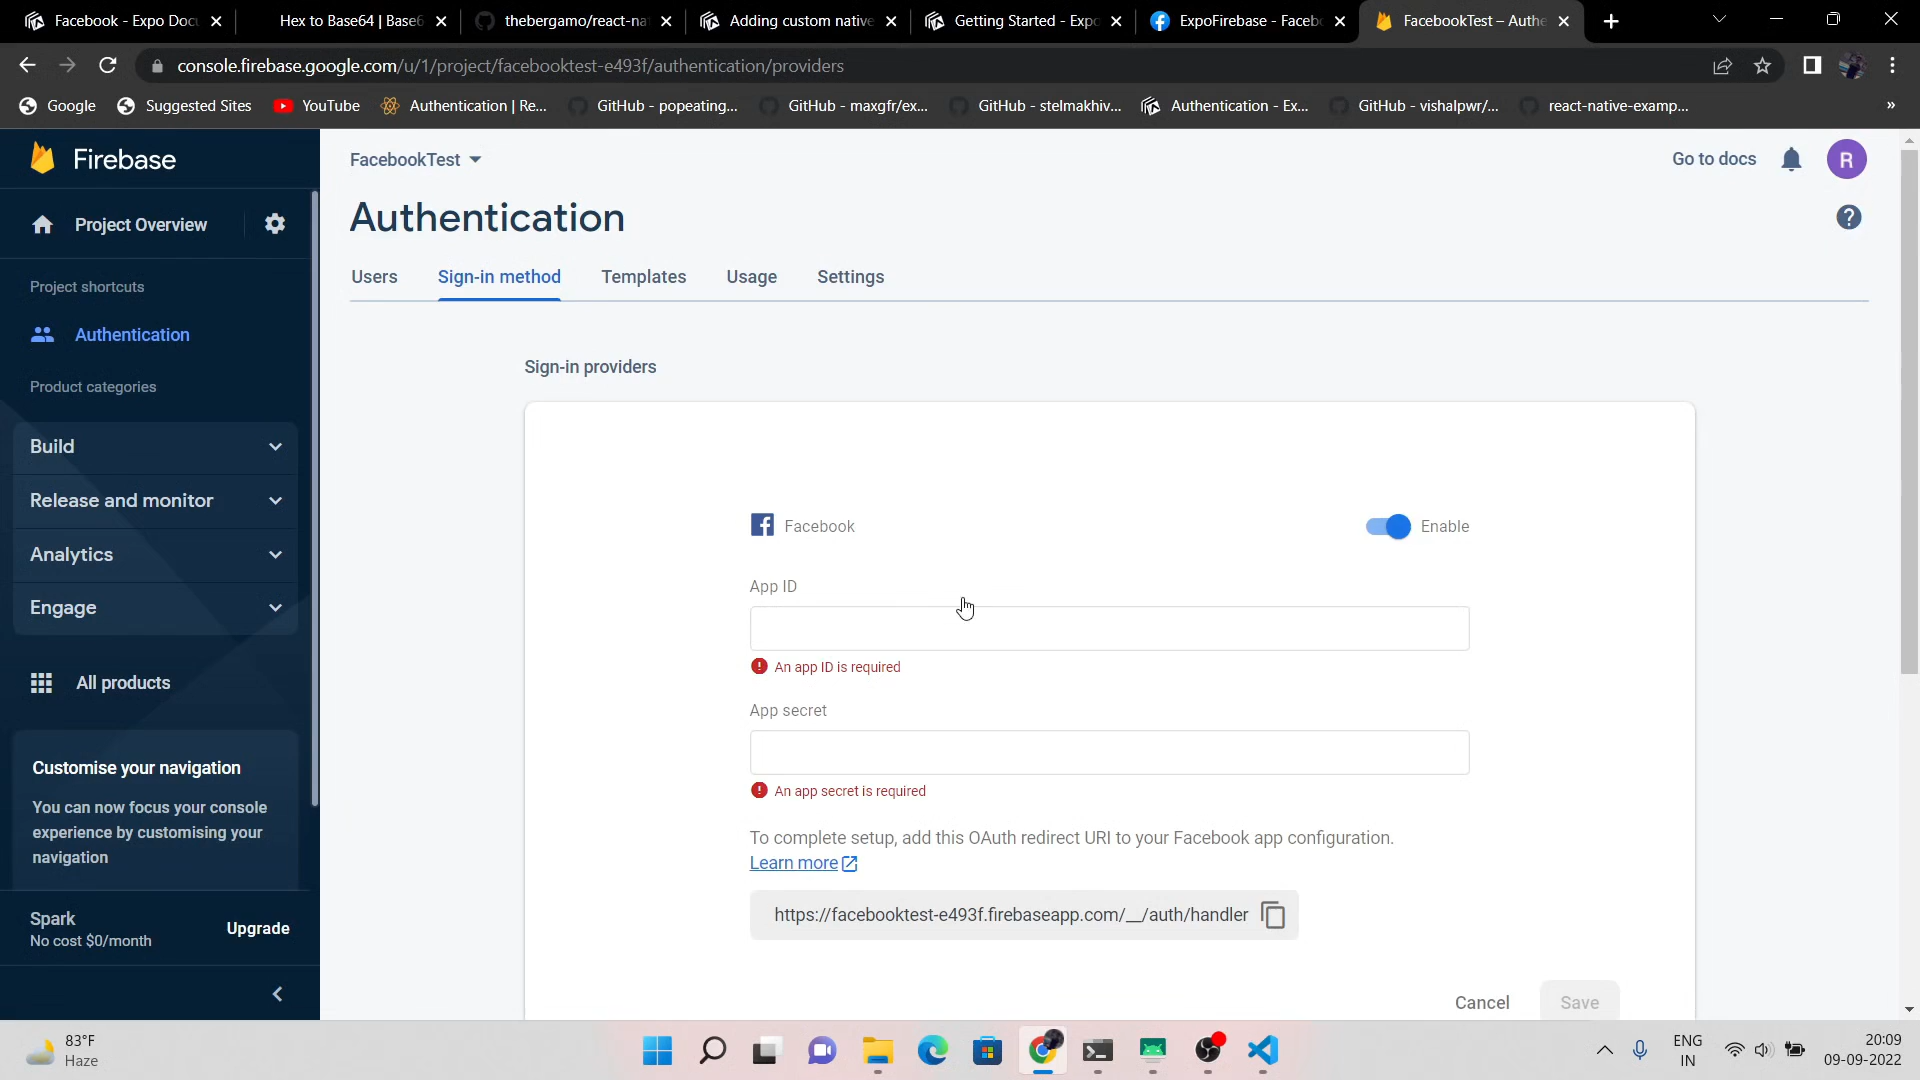 Facebook - Expo Docu
Hex to Base64 | Base6
thebergamo/react-na
Adding custom native
Getting Started - Expo
ExpoFirebase - Facebo
FacebookTest – Authe
console.firebase.google.com/u/1/project/facebooktest-e493f/authentication/providers
Google
Suggested Sites
YouTube
Authentication | Re...
GitHub - popeating...
GitHub - maxgfr/ex...
GitHub - stelmakhiv...
Authentication - Ex...
GitHub - vishalpwr/...
react-native-examp...
»
Firebase
FacebookTest
Go to docs
R
Project Overview
Authentication
Users
Sign-in method
Templates
Usage
Settings
Project shortcuts
Authentication
Product categories
Build
Release and monitor
Analytics
Engage
All products
Customise your navigation
You can now focus your console
experience by customising your
navigation
Spark
No cost $0/month
Upgrade
Sign-in providers
Facebook
Enable
App ID
An app ID is required
App secret
An app secret is required
To complete setup, add this OAuth redirect URI to your Facebook app configuration.
Learn more
https://facebooktest-e493f.firebaseapp.com/__/auth/handler
Cancel
Save
83°F
Haze
ENG
IN
20:09
09-09-2022